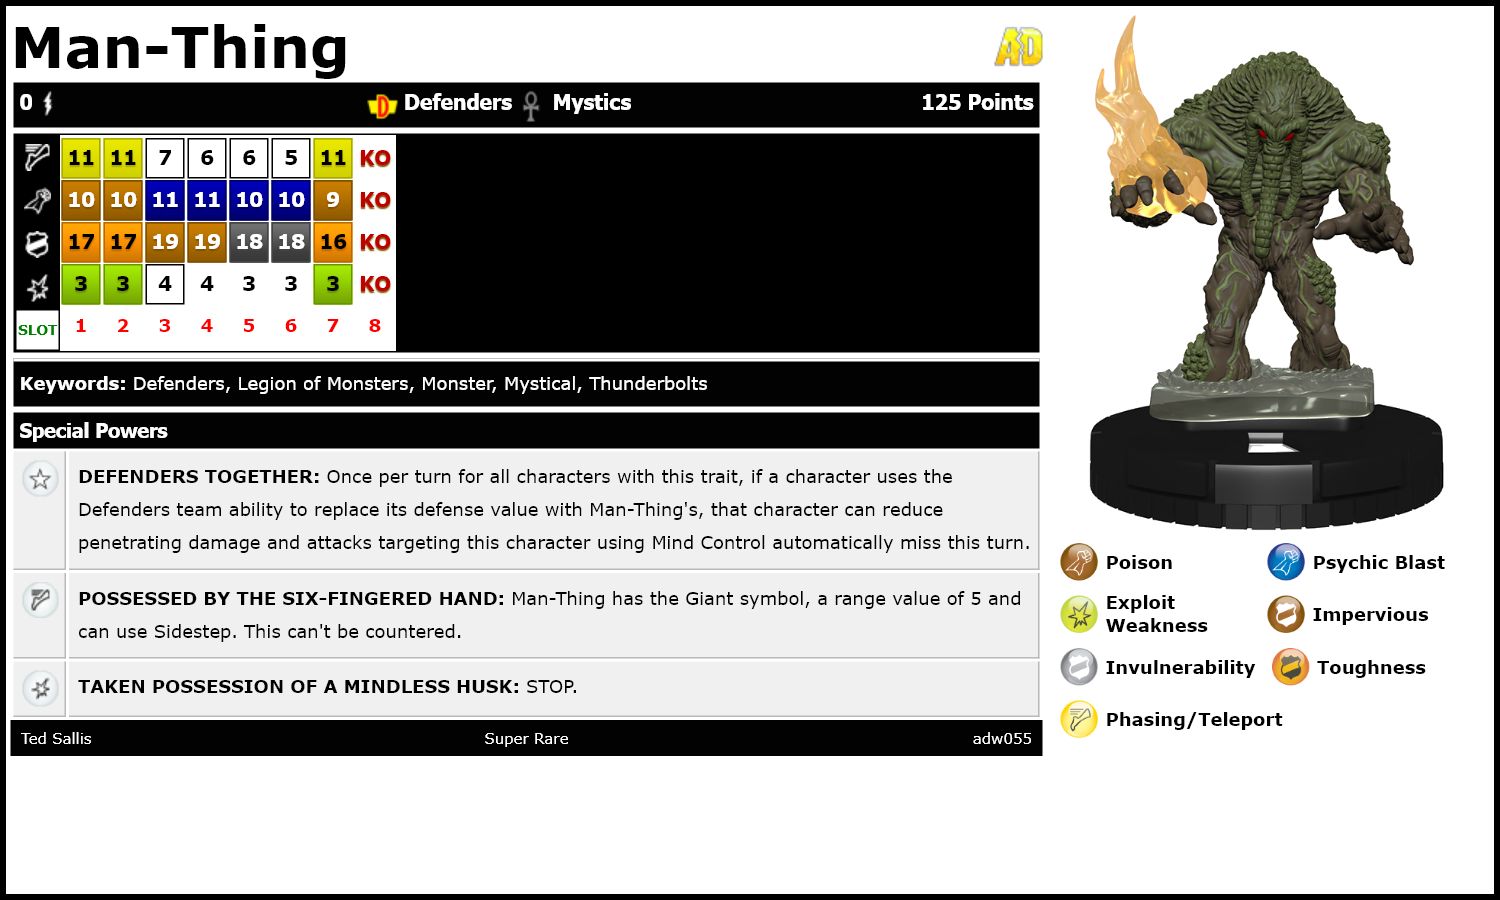 Man-Thing
AD
0 Defenders Mystics 125 Points
11 11 7 6 6 5 11 KO
10 10 11 11 10 10 9 KO
17 17 19 19 18 18 16 KO
3 3 4 4 3 3 3 KO
SLOT 1 2 3 4 5 6 7 8
Keywords: Defenders, Legion of Monsters, Monster, Mystical, Thunderbolts
Special Powers
DEFENDERS TOGETHER: Once per turn for all characters with this trait, if a character uses the
Defenders team ability to replace its defense value with Man-Thing's, that character can reduce
penetrating damage and attacks targeting this character using Mind Control automatically miss this turn.
POSSESSED BY THE SIX-FINGERED HAND: Man-Thing has the Giant symbol, a range value of 5 and
can use Sidestep. This can't be countered.
TAKEN POSSESSION OF A MINDLESS HUSK: STOP.
Ted Sallis Super Rare adw055
Poison Psychic Blast
Exploit
Weakness
Impervious
Invulnerability Toughness
Phasing/Teleport